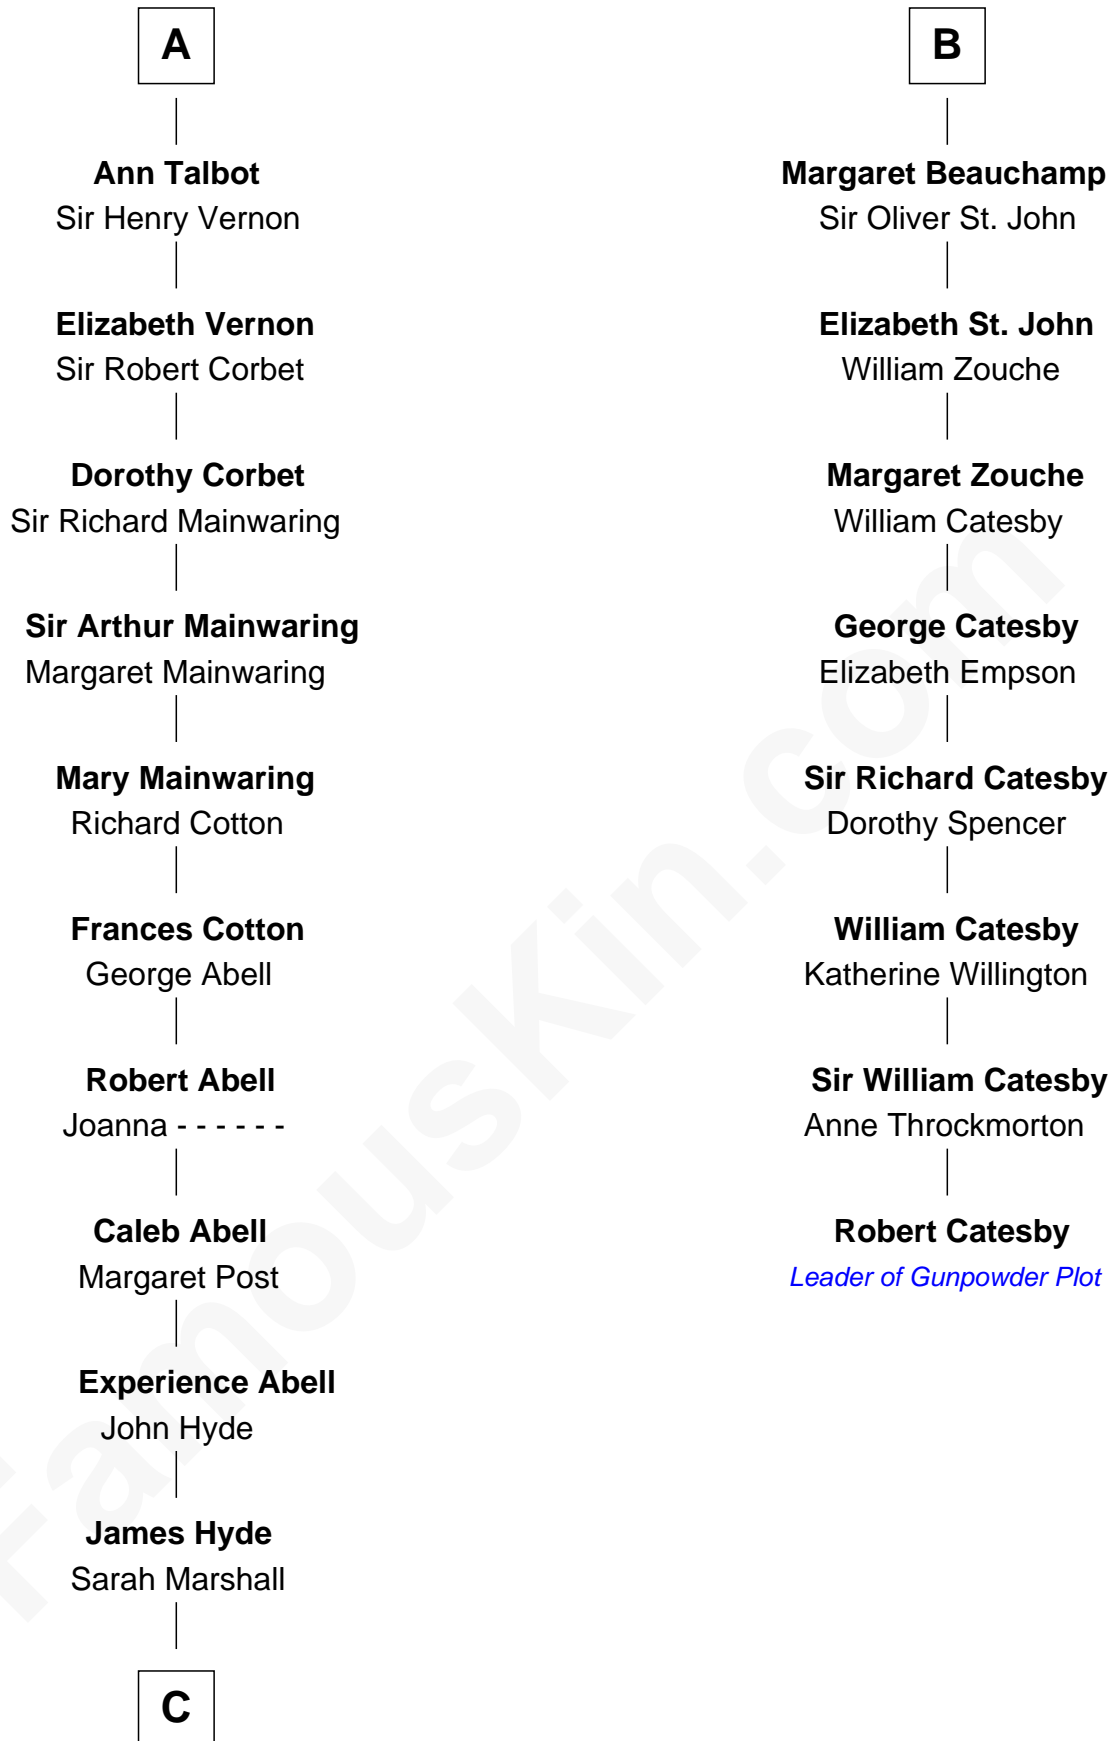 A
Ann Talbot
Sir Henry Vernon
Elizabeth Vernon
Sir Robert Corbet
Dorothy Corbet
Sir Richard Mainwaring
Sir Arthur Mainwaring
Margaret Mainwaring
Mary Mainwaring
Richard Cotton
Frances Cotton
George Abell
Robert Abell
Joanna - - - - - -
Caleb Abell
Margaret Post
Experience Abell
John Hyde
James Hyde
Sarah Marshall
C
B
Margaret Beauchamp
Sir Oliver St. John
Elizabeth St. John
William Zouche
Margaret Zouche
William Catesby
George Catesby
Elizabeth Empson
Sir Richard Catesby
Dorothy Spencer
William Catesby
Katherine Willington
Sir William Catesby
Anne Throckmorton
Robert Catesby
Leader of Gunpowder Plot
FamousKin.com